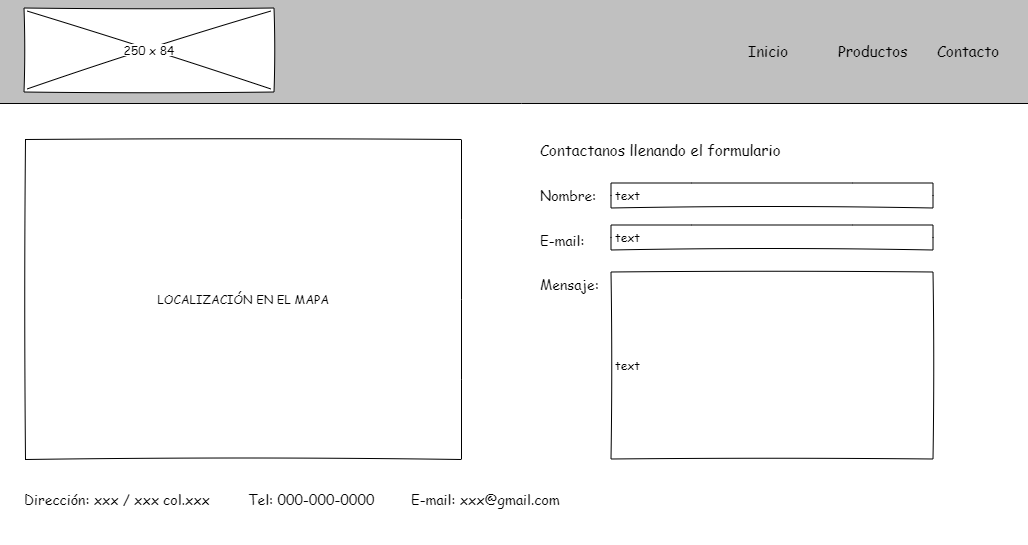 250 x 84
Inicio Productos Contacto
Contactanos llenando el formulario
Nombre: text
E-mail: text
Mensaje:
LOCALIZACIÓN EN EL MAPA
text
Dirección: xxx / xxx col.xxx Tel: 000-000-0000 E-mail: xxx@gmail.com